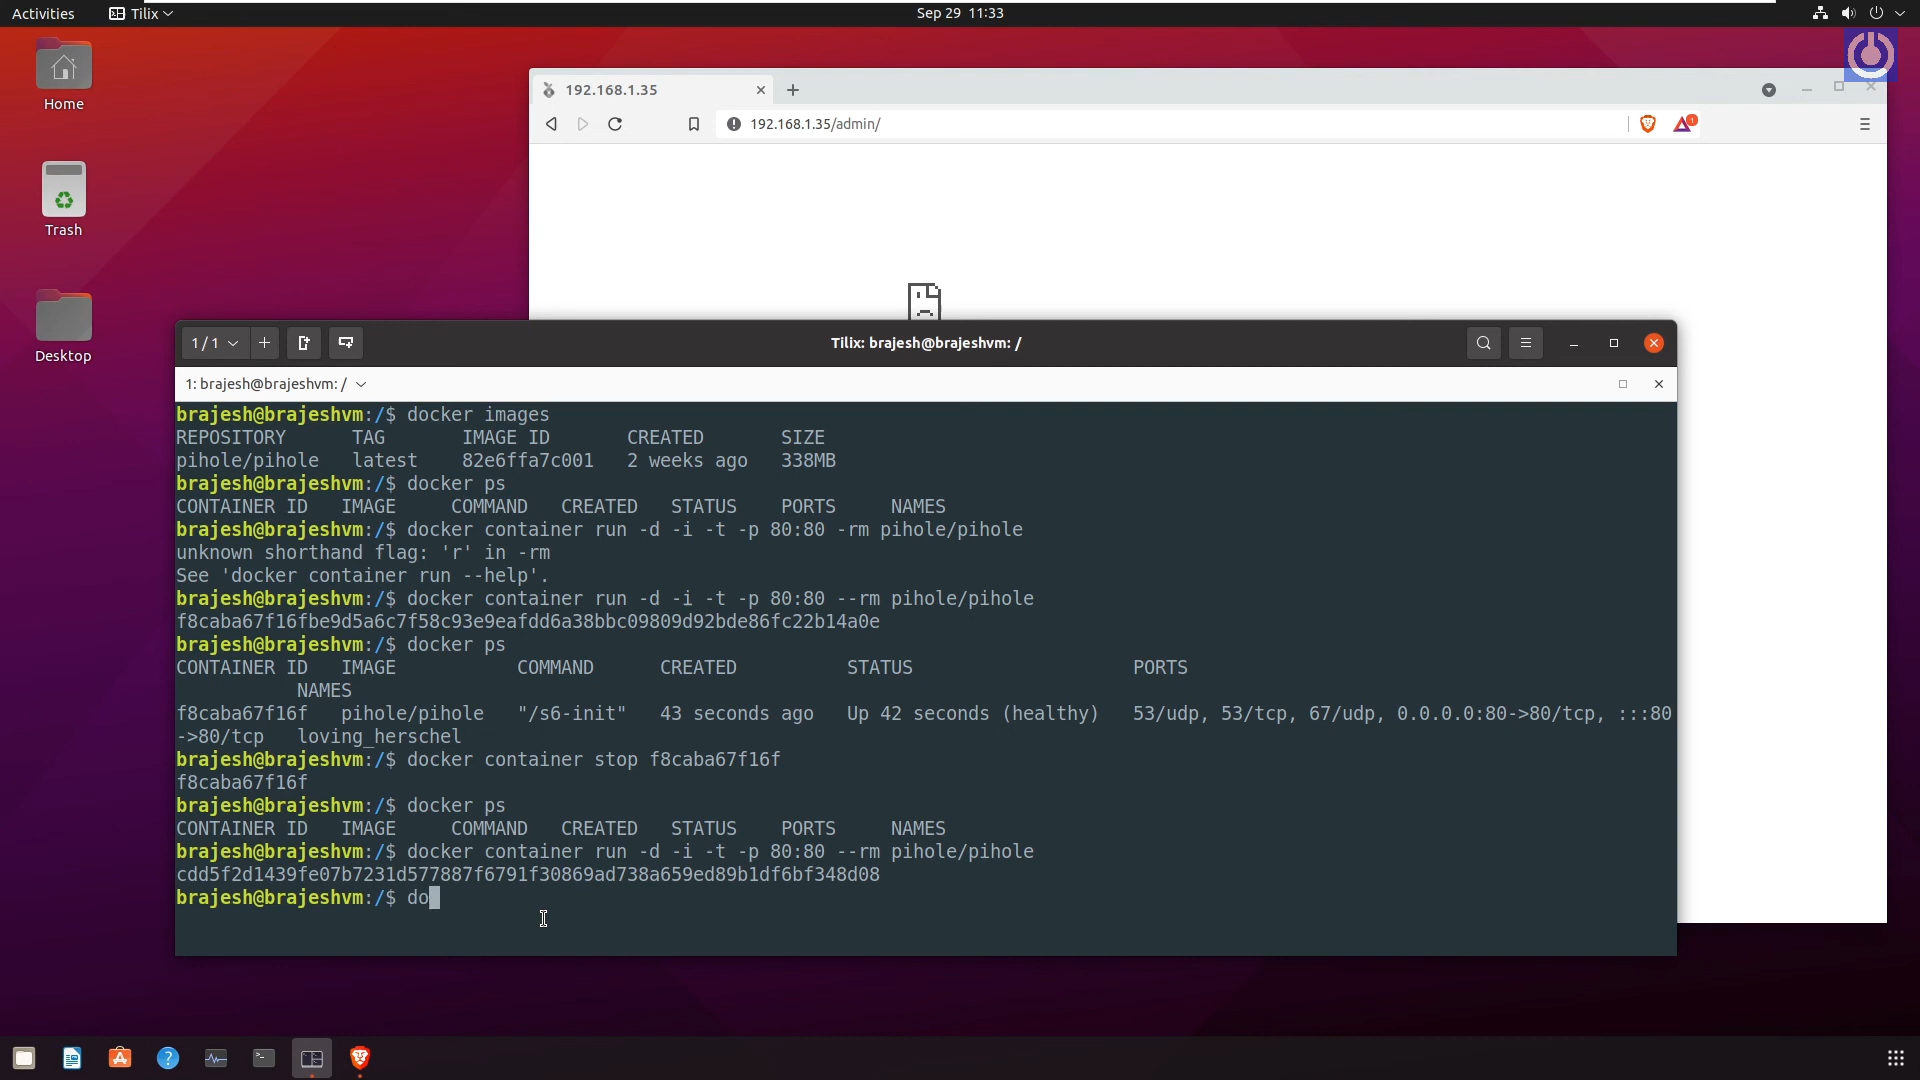 Activities Tilix Sep 29 11:33
Home
Trash
Desktop
192.168.1.35
192.168.1.35/admin/
1
1 / 1 Tilix: brajesh@brajeshvm: /
1: brajesh@brajeshvm: /
brajesh@brajeshvm:/$ docker images
REPOSITORY TAG IMAGE ID CREATED SIZE
pihole/pihole latest 82e6ffa7c001 2 weeks ago 338MB
brajesh@brajeshvm:/$ docker ps
CONTAINER ID IMAGE COMMAND CREATED STATUS PORTS NAMES
brajesh@brajeshvm:/$ docker container run -d -i -t -p 80:80 -rm pihole/pihole
unknown shorthand flag: 'r' in -rm
See 'docker container run --help'.
brajesh@brajeshvm:/$ docker container run -d -i -t -p 80:80 --rm pihole/pihole
f8caba67f16fbe9d5a6c7f58c93e9eafdd6a38bbc09809d92bde86fc22b14a0e
brajesh@brajeshvm:/$ docker ps
CONTAINER ID IMAGE COMMAND CREATED STATUS PORTS
NAMES
f8caba67f16f pihole/pihole "/s6-init" 43 seconds ago Up 42 seconds (healthy) 53/udp, 53/tcp, 67/udp, 0.0.0.0:80->80/tcp, :::80
->80/tcp loving_herschel
brajesh@brajeshvm:/$ docker container stop f8caba67f16f
f8caba67f16f
brajesh@brajeshvm:/$ docker ps
CONTAINER ID IMAGE COMMAND CREATED STATUS PORTS NAMES
brajesh@brajeshvm:/$ docker container run -d -i -t -p 80:80 --rm pihole/pihole
cdd5f2d1439fe07b7231d577887f6791f30869ad738a659ed89b1df6bf348d08
brajesh@brajeshvm:/$ do